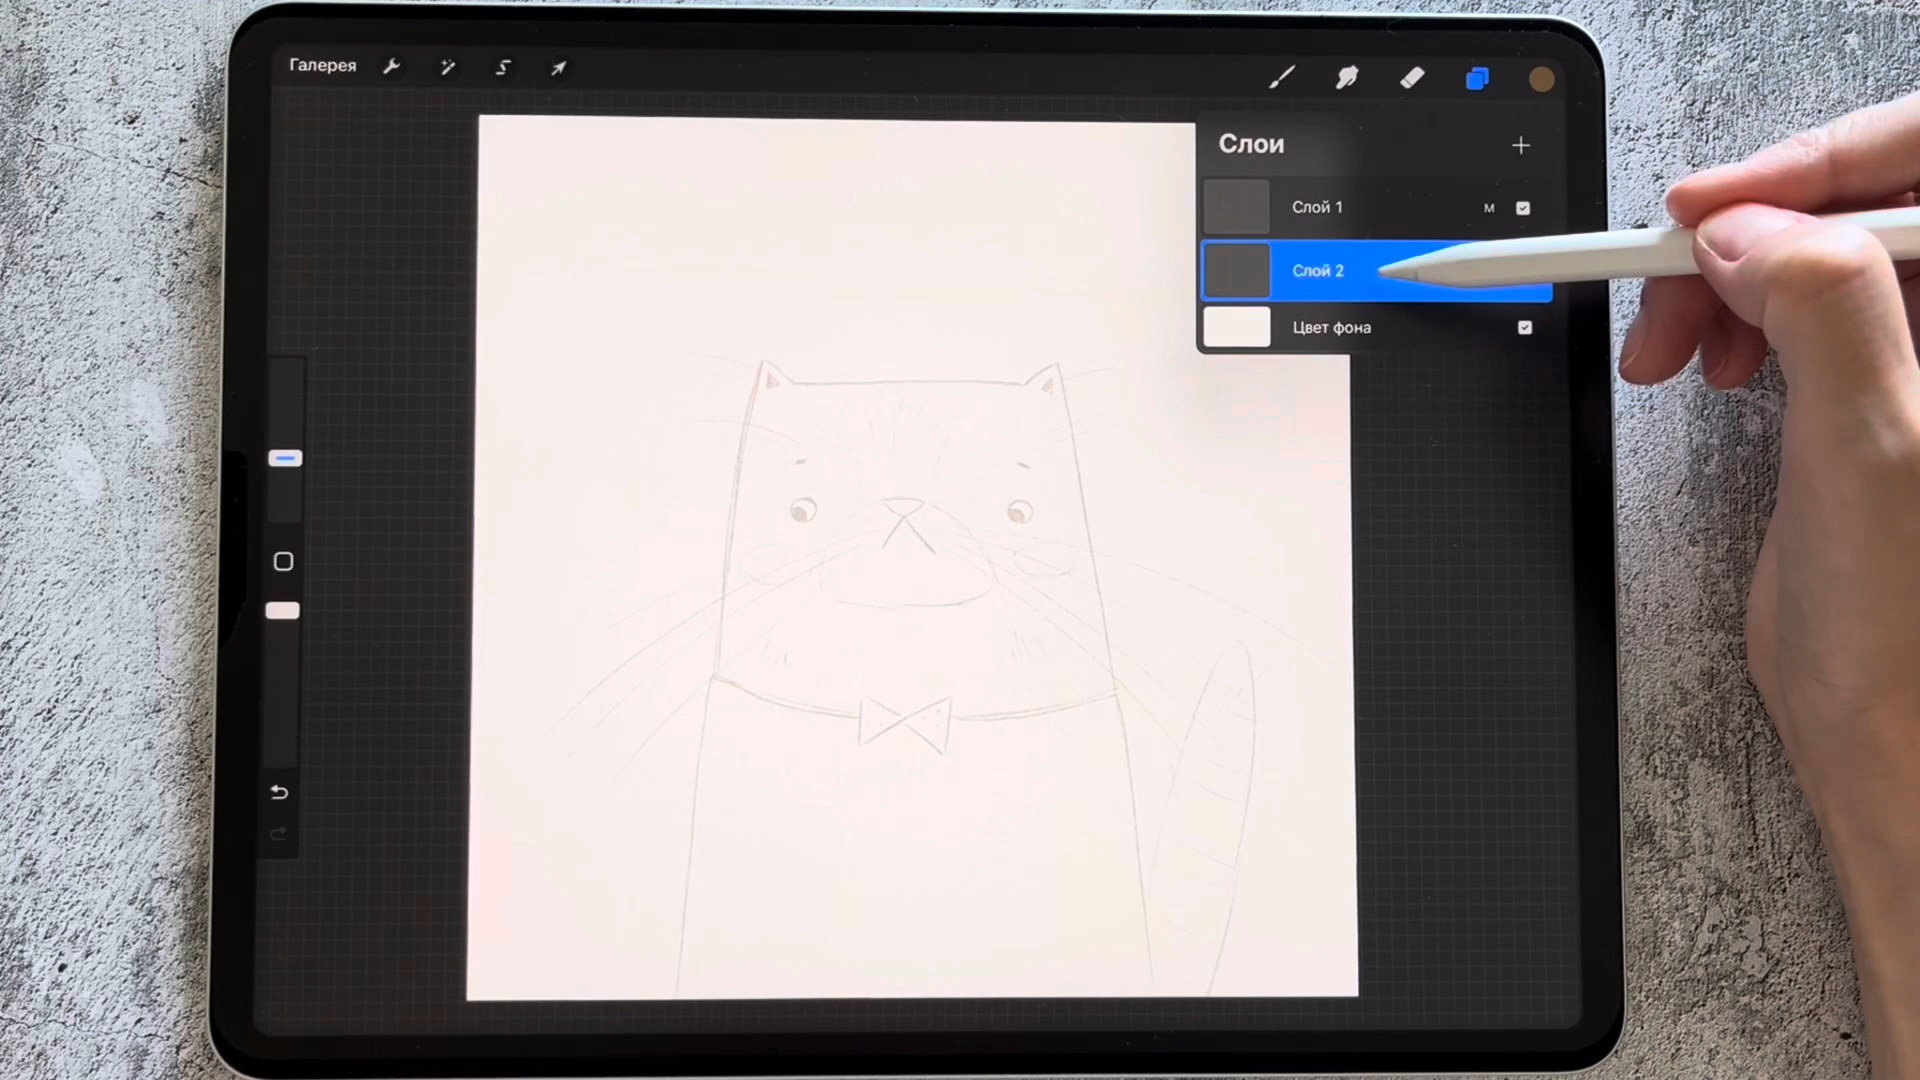 Галерея
Слои
Слой 1 M
Слой 2
Цвет фона